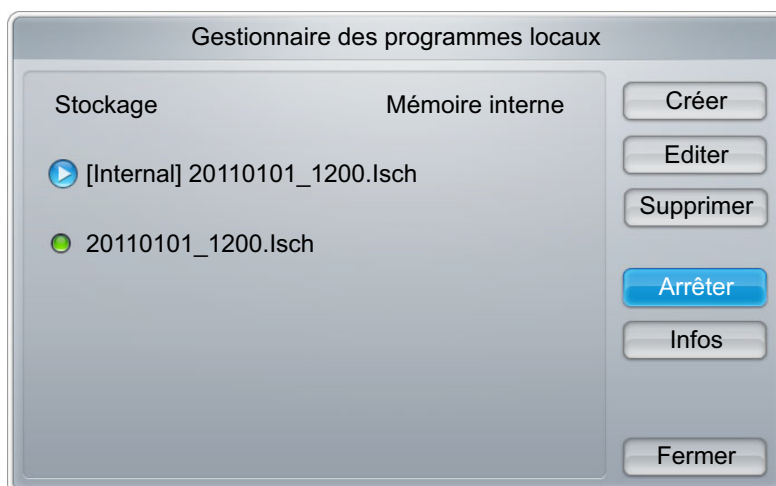 Gestionnaire des programmes locaux
Stockage Mémoire interne
[Internal] 20110101_1200.lsch
20110101_1200.lsch
Créer
Editer
Supprimer
Arrêter
Infos
Fermer